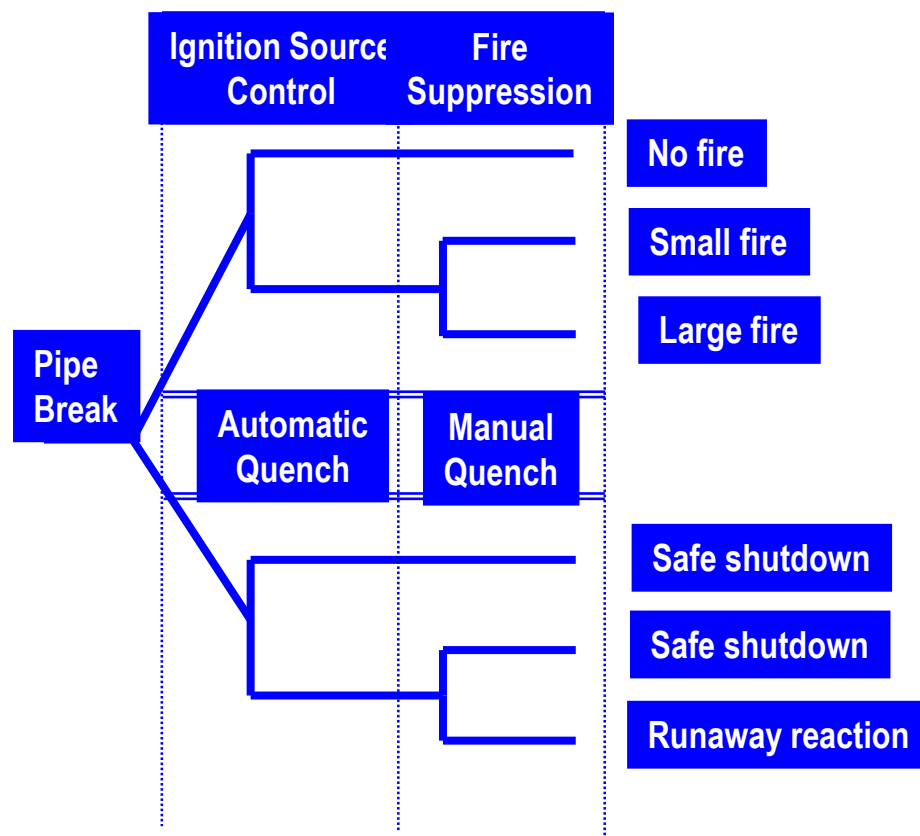 Ignition Source
Control
Fire
Suppression
No fire
Small fire
Large fire
Pipe
Break
Automatic
Quench
Manual
Quench
Safe shutdown
Safe shutdown
Runaway reaction